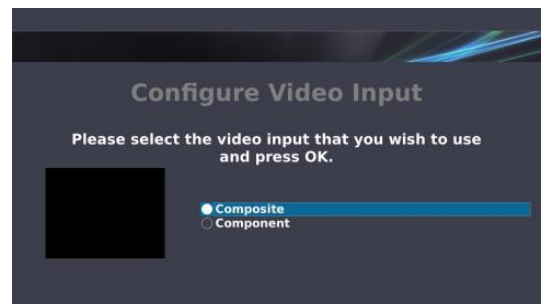 Configure Video Input
Please select the video input that you wish to use
and press OK.
Composite
Component